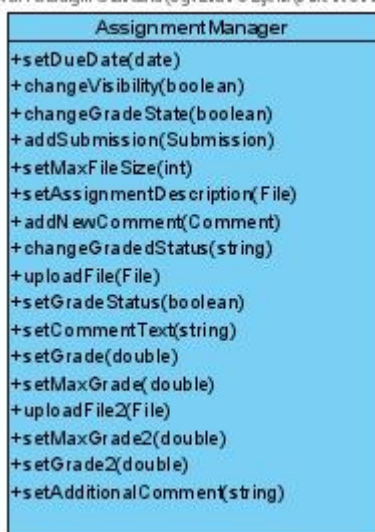 AssignmentManager
+setDueDate(date)
+changeVisibility(boolean)
+changeGradeState(boolean)
+addSubmission(Submission)
+setMaxFileSize(int)
+setAssignmentDescription(File)
+addNewComment(Comment)
+changeGradedStatus(string)
+uploadFile(File)
+setGradeStatus(boolean)
+setCommentText(string)
+setGrade(double)
+setMaxGrade(double)
+uploadFile2(File)
+setMaxGrade2(double)
+setGrade2(double)
+setAdditionalComment(string)